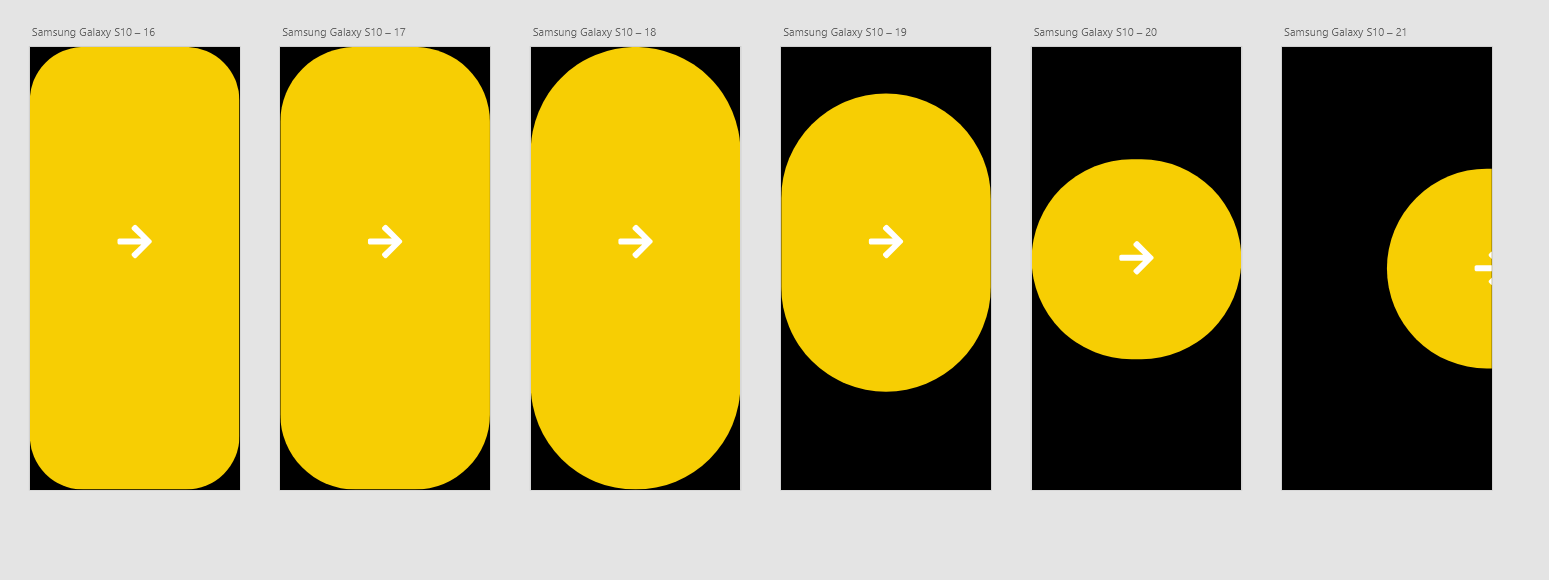 Samsung Galaxy S10 – 16
Samsung Galaxy S10 – 17
Samsung Galaxy S10 – 18
Samsung Galaxy S10 – 19
Samsung Galaxy S10 – 20
Samsung Galaxy S10 – 21